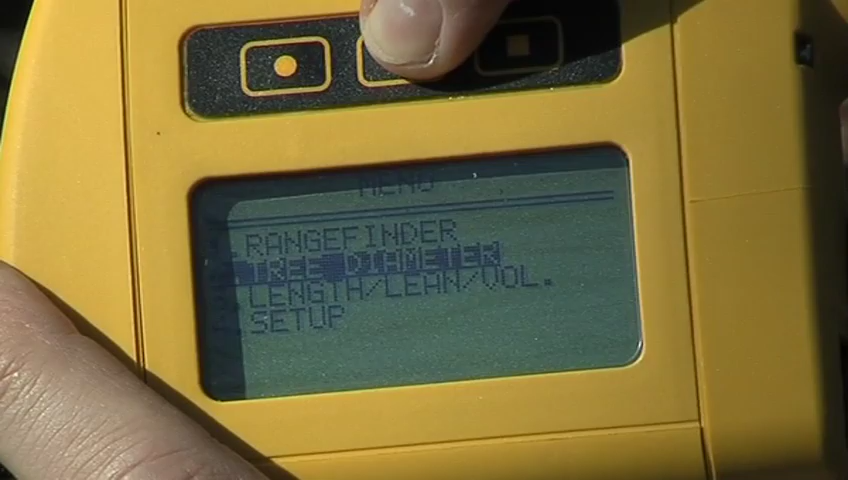 MENU
RANGEFINDER
TREE DIAMETER
LENGTH/LEAN/VOL.
SETUP